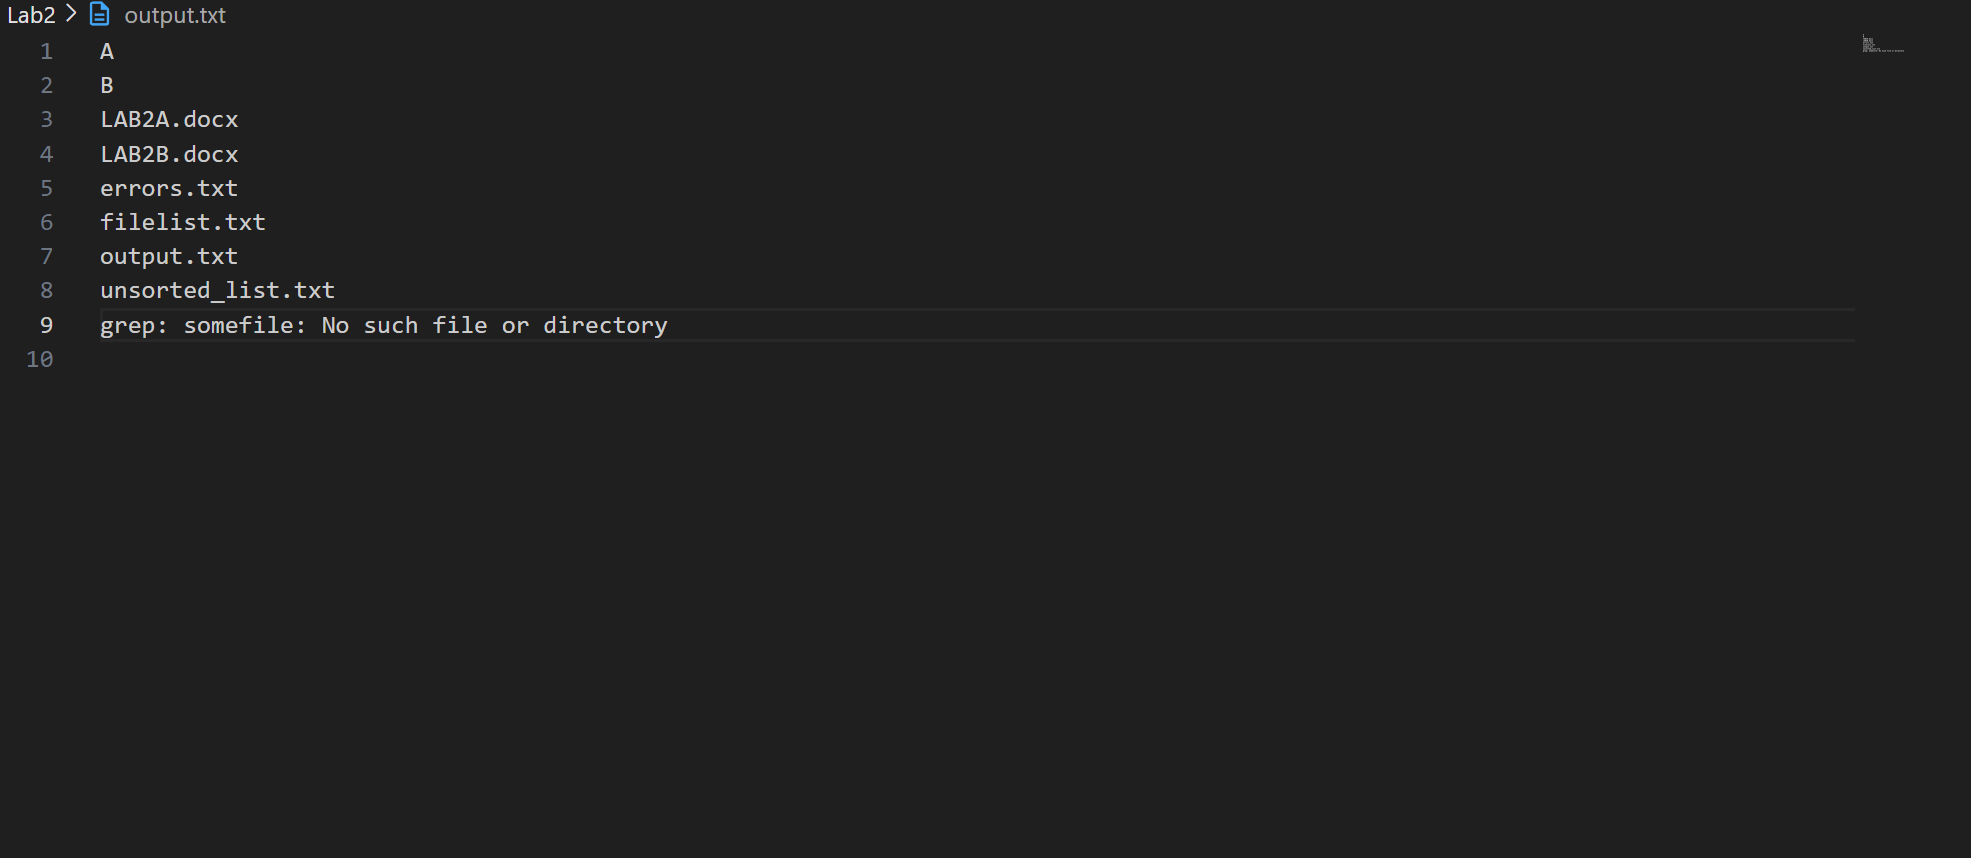 Lab2 > output.txt
1 A
2 B
3 LAB2A.docx
4 LAB2B.docx
5 errors.txt
6 filelist.txt
7 output.txt
8 unsorted_list.txt
9 grep: somefile: No such file or directory
10